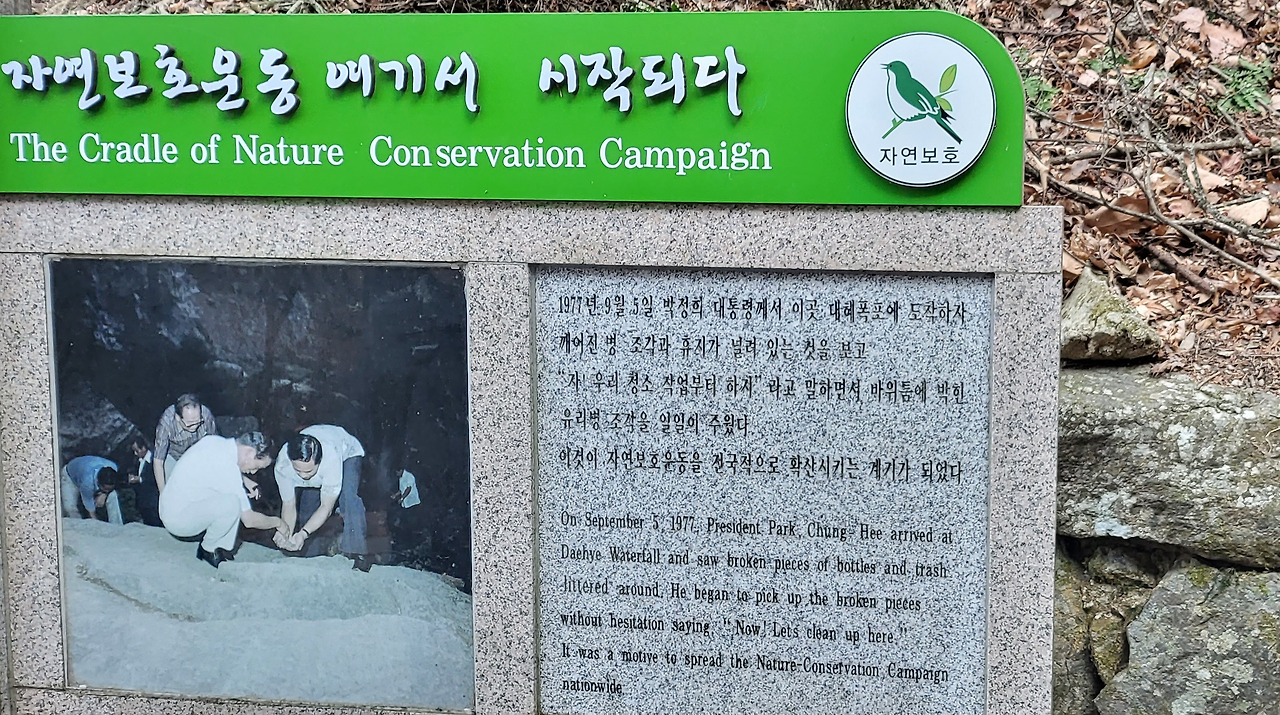 자연보호운동 여기서 시작되다
The Cradle of Nature Conservation Campaign
자연보호
1977년 9월 5일 박정희 대통령께서 이곳 대혜폭포에 도착하사
깨어진 병 조각과 휴지가 널려 있는 것을 보고
"자! 우리 청소 작업부터 하자" 라고 말하면서 바위틈에 박힌
유리병 조각을 일일이 주웠다
이것이 자연보호운동을 전국적으로 확산시키는 계기가 되었다
On September 5, 1977, President Park, Chung-Hee arrived at
Daehye Waterfall and saw broken pieces of bottles and trash
littered around. He began to pick up the broken pieces
without hesitation saying, "Now! Let's clean up here."
It was a motive to spread the Nature-Conservation Campaign
nationwide